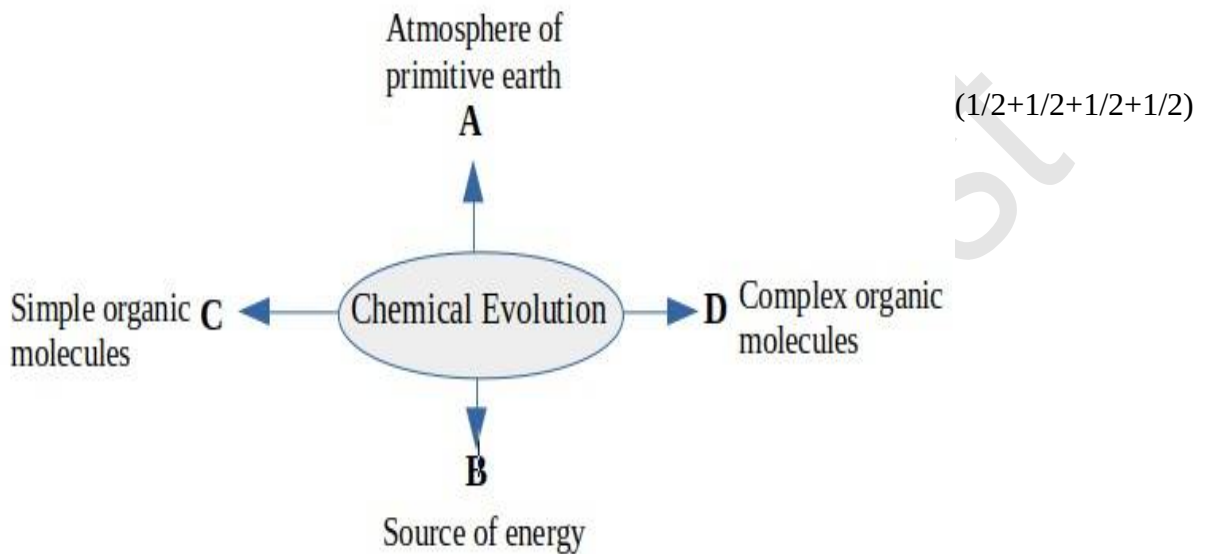 Atmosphere of
primitive earth
A
(1/2+1/2+1/2+1/2)
Simple organic
molecules
C
Chemical Evolution
D
Complex organic
molecules
B
Source of energy